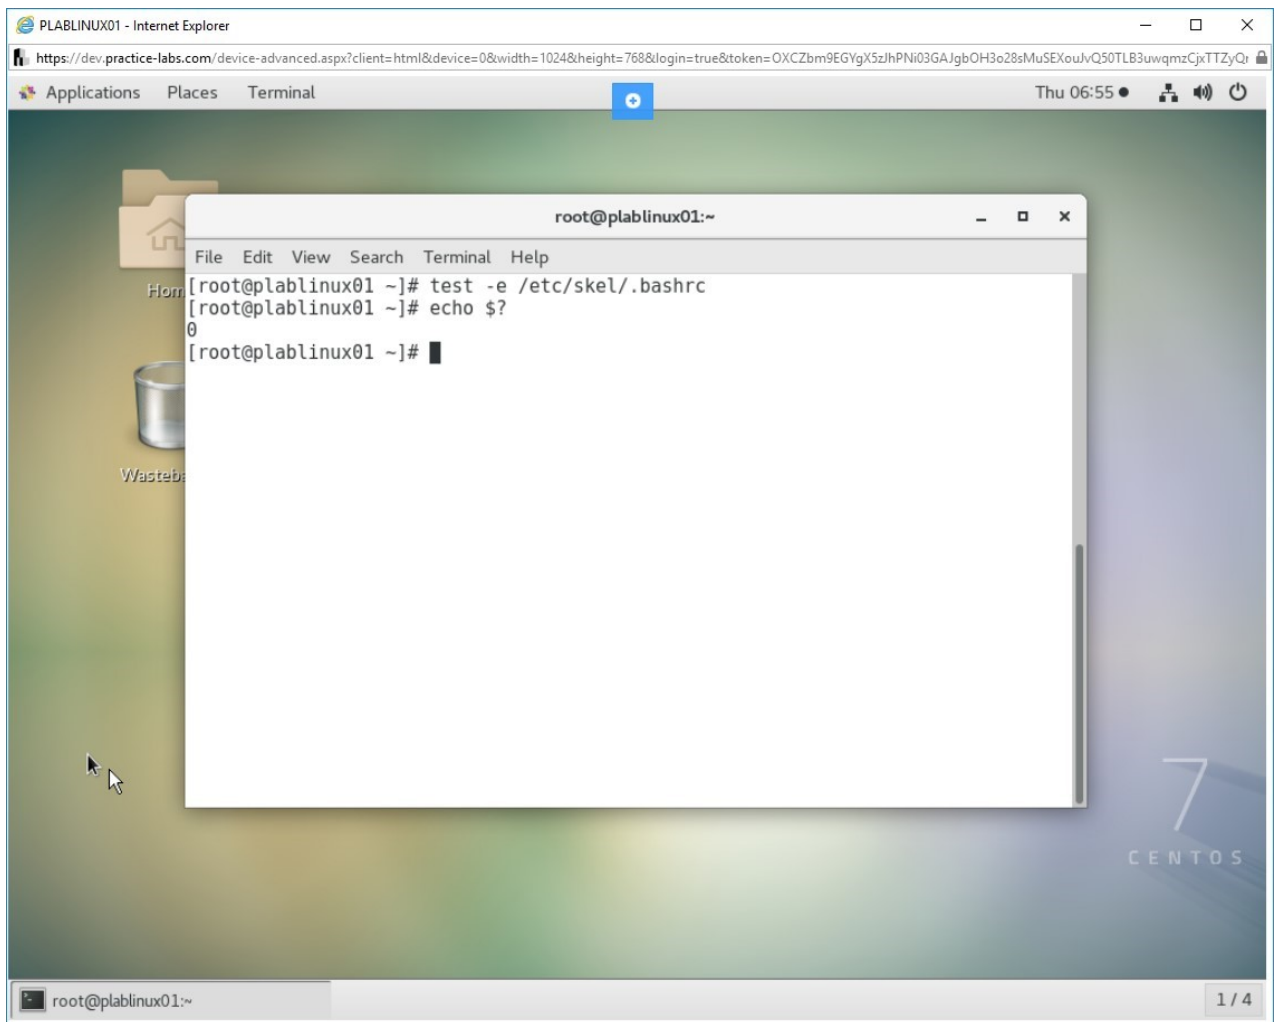 PLABLINUX01 - Internet Explorer
https://dev.practice-labs.com/device-advanced.aspx?client=html&device=0&width=1024&height=768&login=true&token=OXCZbm9EGYgX5zJhPNi03GAJgbOH3o28sMuSEXouJvQ50TLB3uwqmzCjxTTZyQr
Applications Places Terminal Thu 06:55
root@plablinux01:~
File Edit View Search Terminal Help
[root@plablinux01 ~]# test -e /etc/skel/.bashrc
[root@plablinux01 ~]# echo $?
0
[root@plablinux01 ~]#
Hom
Wasteb
7
CENTOS
root@plablinux01:~
1 / 4